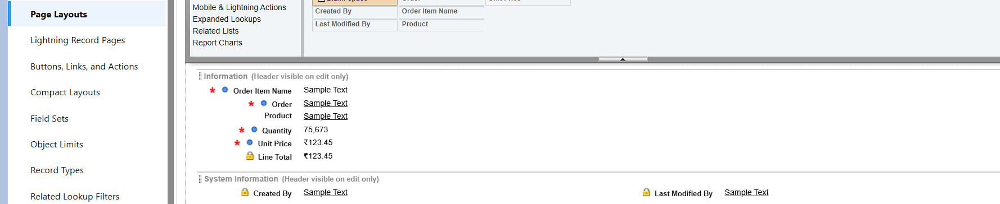 Page Layouts
Lightning Record Pages
Buttons, Links, and Actions
Compact Layouts
Field Sets
Object Limits
Record Types
Related Lookup Filters
Mobile & Lightning Actions
Expanded Lookups
Related Lists
Report Charts
Created By Order Item Name
Last Modified By Product
Information (Header visible on edit only)
* Order Item Name Sample Text
* Order Sample Text
Product Sample Text
* Quantity 75,673
* Unit Price ₹123.45
Line Total ₹123.45
System Information (Header visible on edit only)
Created By Sample Text Last Modified By Sample Text